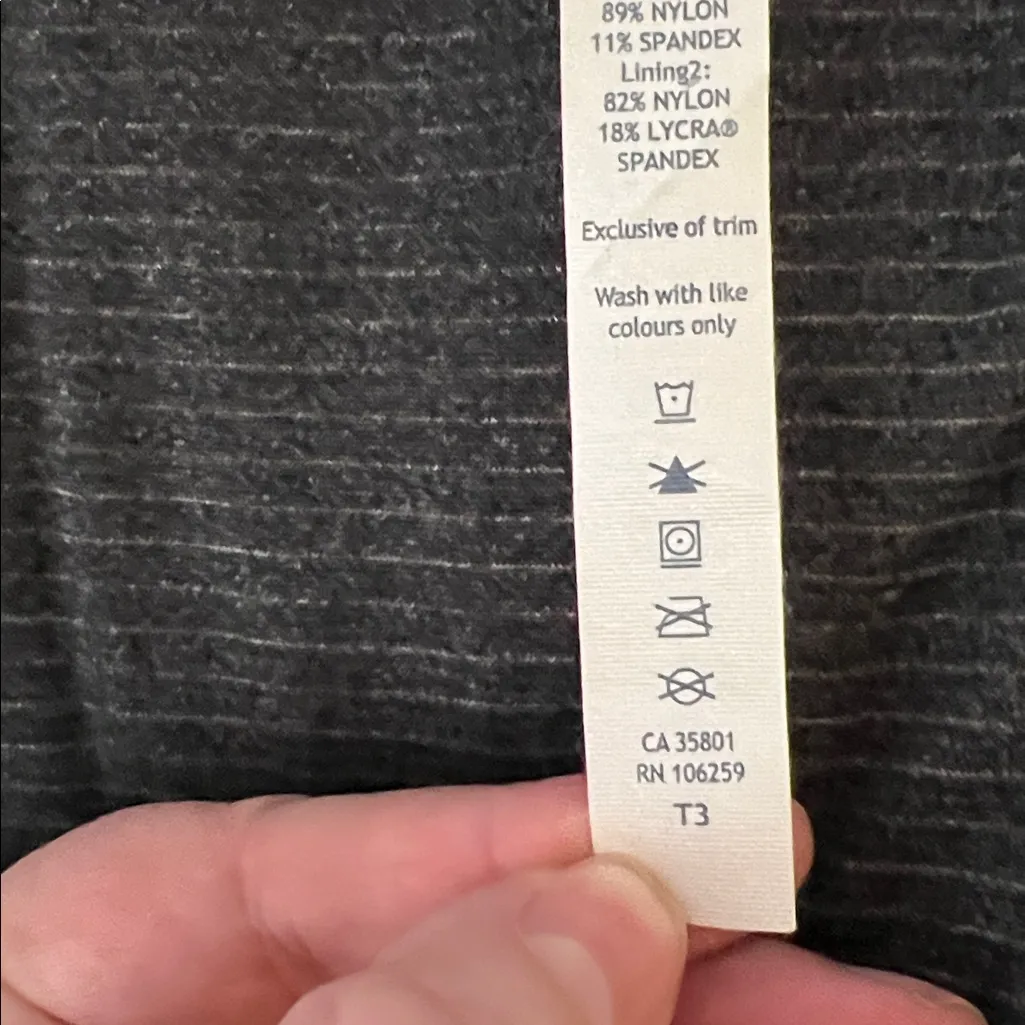 89% NYLON
11% SPANDEX
Lining2:
82% NYLON
18% LYCRA®
SPANDEX
Exclusive of trim
Wash with like
colours only
CA 35801
RN 106259
T3